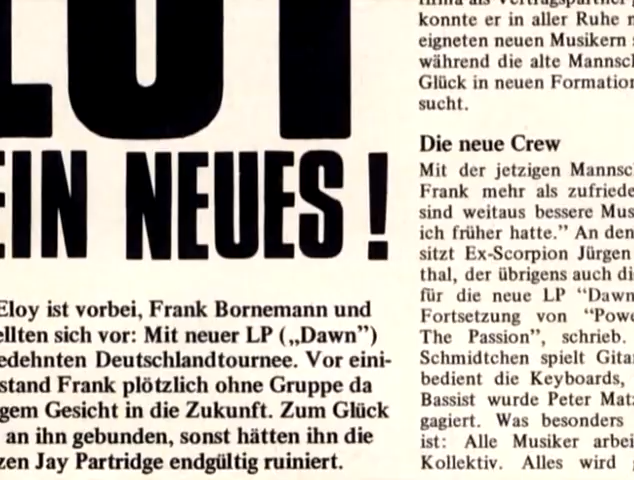 LOY
EIN NEUES!
Eloy ist vorbei, Frank Bornemann und
ellten sich vor: Mit neuer LP („Dawn”)
edehnten Deutschlandtournee. Vor eini-
stand Frank plötzlich ohne Gruppe da
gem Gesicht in die Zukunft. Zum Glück
an ihn gebunden, sonst hätten ihn die
zen Jay Partridge endgültig ruiniert.
konnte er in aller Ruhe
eigneten neuen Musikern
während die alte Mannsc
Glück in neuen Formation
sucht.
Die neue Crew
Mit der jetzigen Mannsc
Frank mehr als zufriede
sind weitaus bessere Mus
ich früher hatte.” An den
sitzt Ex-Scorpion Jürgen
thal, der übrigens auch di
für die neue LP “Dawn
Fortsetzung von “Powe
The Passion”, schrieb.
Schmidtchen spielt Gitar
bedient die Keyboards,
Bassist wurde Peter Mat
gagiert. Was besonders
ist: Alle Musiker arbei
Kollektiv. Alles wird